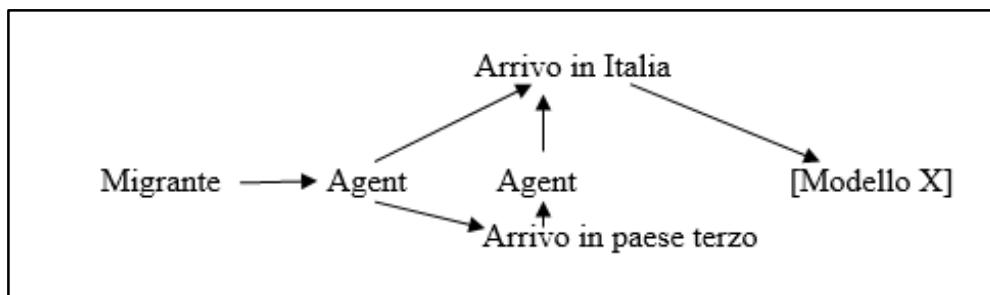 Arrivo in Italia
Migrante Agent Agent [Modello X]
Arrivo in paese terzo